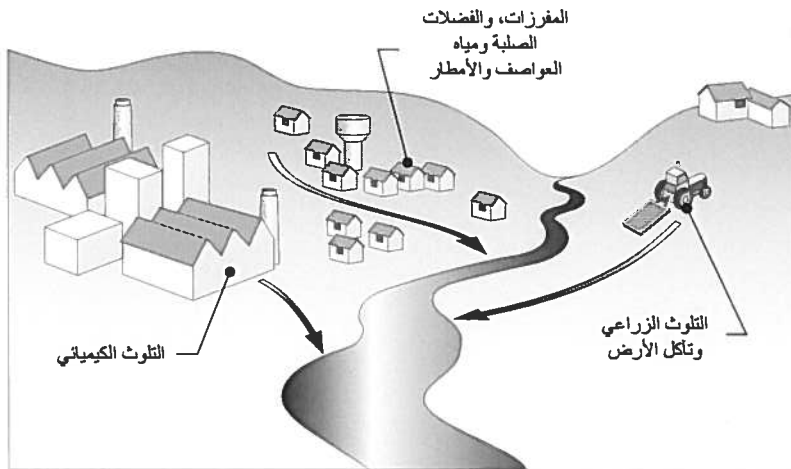 المفرزات، والفضلات
الصلبة ومياه
العواصف والأمطار
التلوث الزراعي
وتآكل الأرض
التلوث الكيميائي